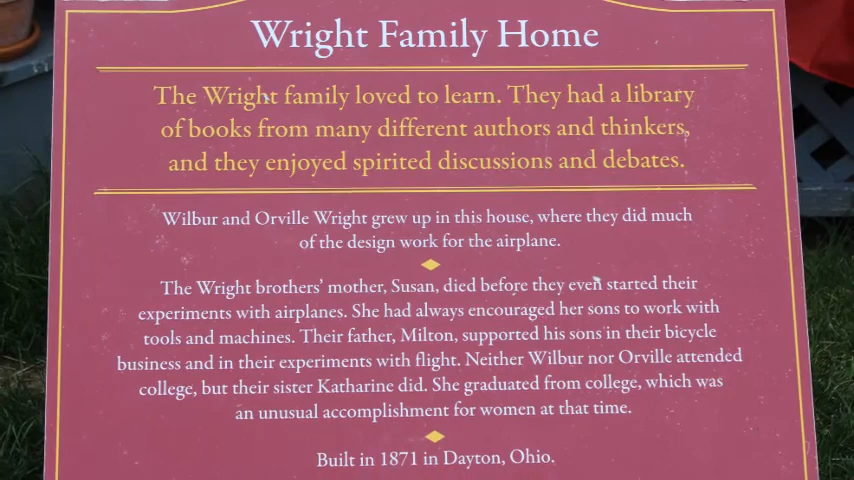 Wright Family Home
The Wright family loved to learn. They had a library
of books from many different authors and thinkers,
and they enjoyed spirited discussions and debates.
Wilbur and Orville Wright grew up in this house, where they did much
of the design work for the airplane.
The Wright brothers' mother, Susan, died before they even started their
experiments with airplanes. She had always encouraged her sons to work with
tools and machines. Their father, Milton, supported his sons in their bicycle
business and in their experiments with flight. Neither Wilbur nor Orville attended
college, but their sister Katharine did. She graduated from college, which was
an unusual accomplishment for women at that time.
Built in 1871 in Dayton, Ohio.